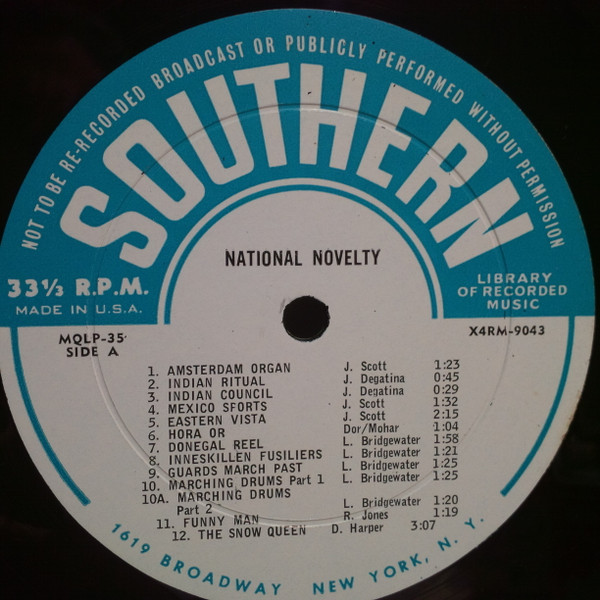 NOT TO BE RE-RECORDED BROADCAST OR PUBLICLY PERFORMED WITHOUT PERMISSION
SOUTHERN
NATIONAL NOVELTY
33⅓ R.P.M.
MADE IN U.S.A.
LIBRARY
OF RECORDED
MUSIC
MQLP-35
SIDE A
X4RM-9043
1. AMSTERDAM ORGAN J. Scott 1:23
2. INDIAN RITUAL J. Degatina 0:45
3. INDIAN COUNCIL J. Degatina 0:29
4. MEXICO SFORTS J. Scott 1:32
5. EASTERN VISTA J. Scott 2:15
6. HORA OR Dor/Mohar 1:04
7. DONEGAL REEL L. Bridgewater 1:58
8. INNESKILLEN FUSILIERS L. Bridgewater 1:21
9. GUARDS MARCH PAST L. Bridgewater 1:25
10. MARCHING DRUMS Part 1 L. Bridgewater 1:25
10A. MARCHING DRUMS
Part 2 L. Bridgewater 1:20
11. FUNNY MAN R. Jones 1:19
12. THE SNOW QUEEN D. Harper 3:07
1619 BROADWAY NEW YORK, N. Y.